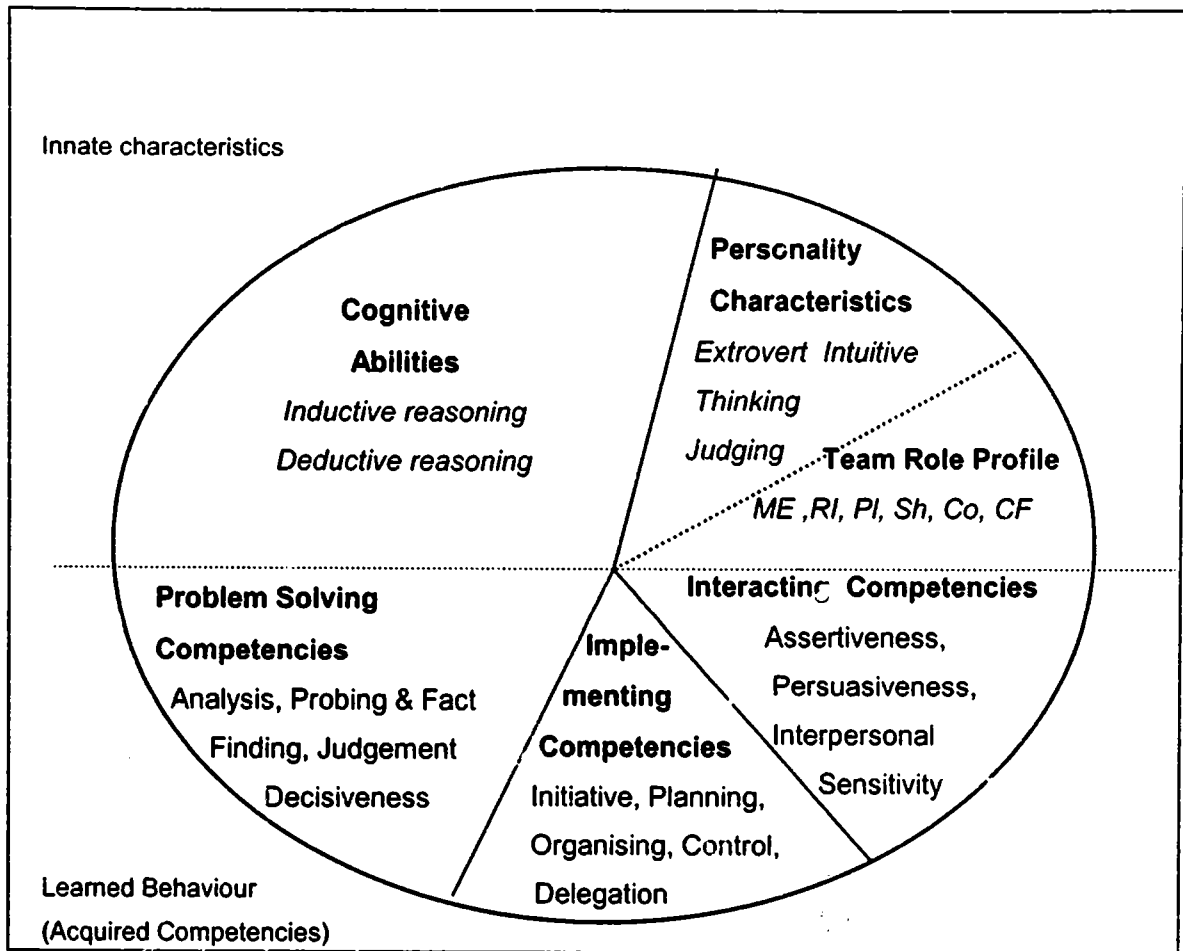 Innate characteristics
Cognitive
Abilities
Inductive reasoning
Deductive reasoning
Personality
Characteristics
Extrovert Intuitive
Thinking
Judging
Team Role Profile
ME ,RI, Pl, Sh, Co, CF
Problem Solving
Competencies
Analysis, Probing & Fact
Finding, Judgement
Decisiveness
Imple-
menting
Competencies
Initiative, Planning,
Organising, Control,
Delegation
Interacting Competencies
Assertiveness,
Persuasiveness,
Interpersonal
Sensitivity
Learned Behaviour
(Acquired Competencies)